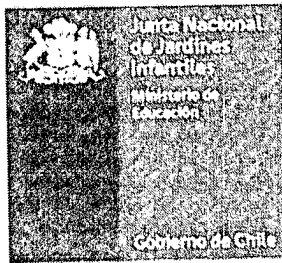 Junta Nacional
de Jardines
Infantiles
Ministerio de
Educación
Gobierno de Chile